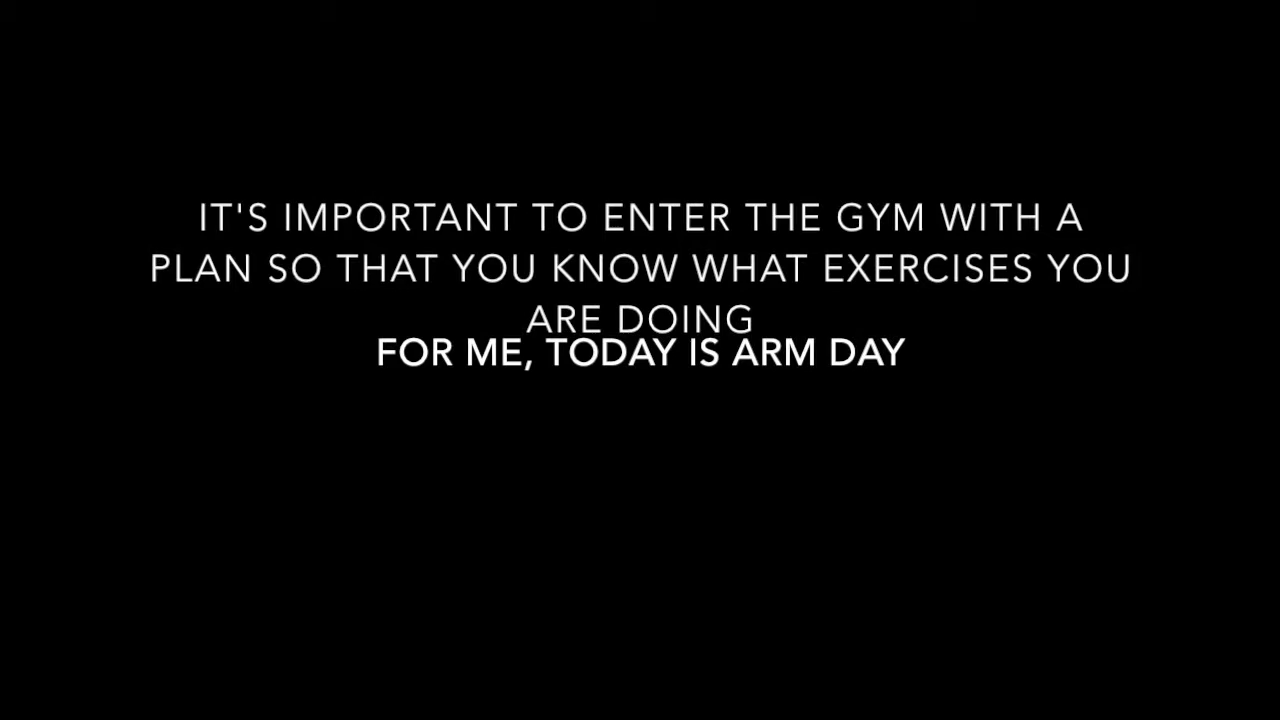 IT'S IMPORTANT TO ENTER THE GYM WITH A
PLAN SO THAT YOU KNOW WHAT EXERCISES YOU
ARE DOING
FOR ME, TODAY IS ARM DAY